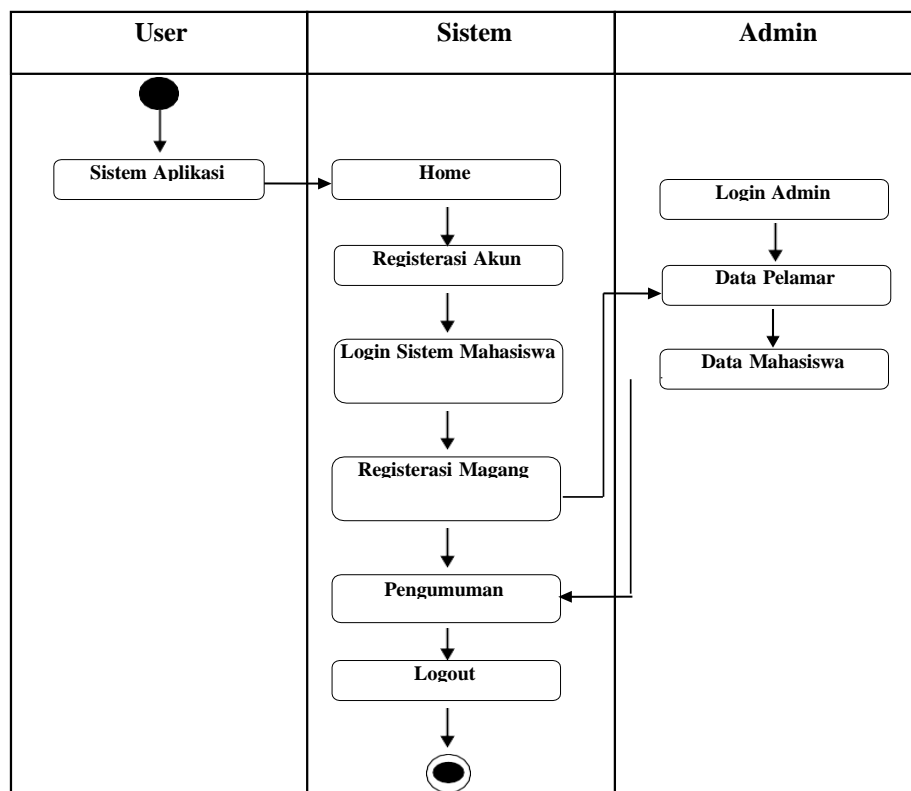 User
Sistem
Admin
Sistem Aplikasi
Home
Login Admin
Registerasi Akun
Data Pelamar
Login Sistem Mahasiswa
Data Mahasiswa
Registerasi Magang
Pengumuman
Logout